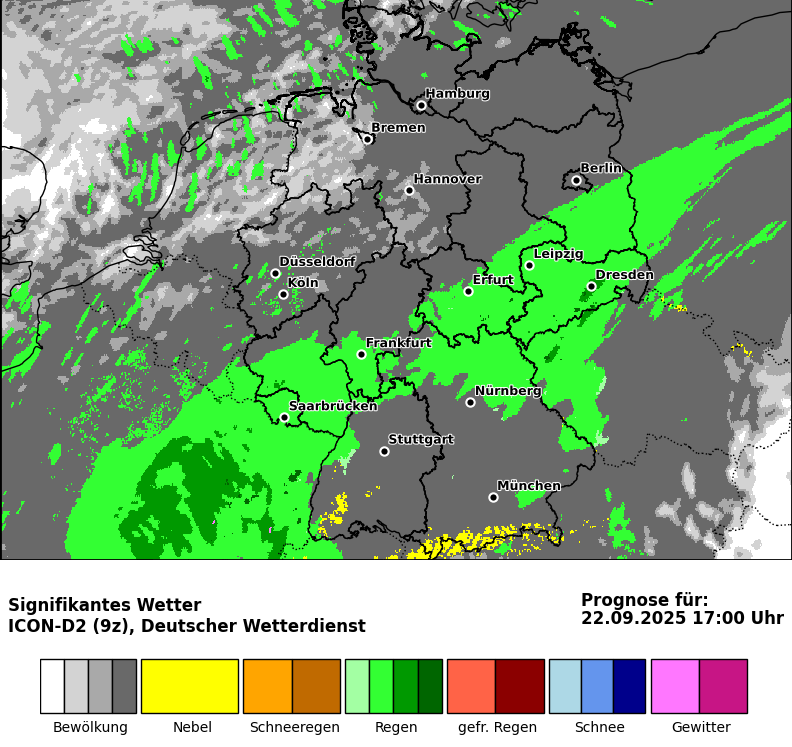 Hamburg
Bremen
Berlin
Hannover
Leipzig
Düsseldorf
Dresden
Köln
Erfurt
Frankfurt
Nürnberg
Saarbrücken
Stuttgart
München
Signifikantes Wetter
ICON-D2 (9z), Deutscher Wetterdienst
Prognose für:
22.09.2025 17:00 Uhr
Bewölkung Nebel Schneeregen Regen gefr. Regen Schnee Gewitter